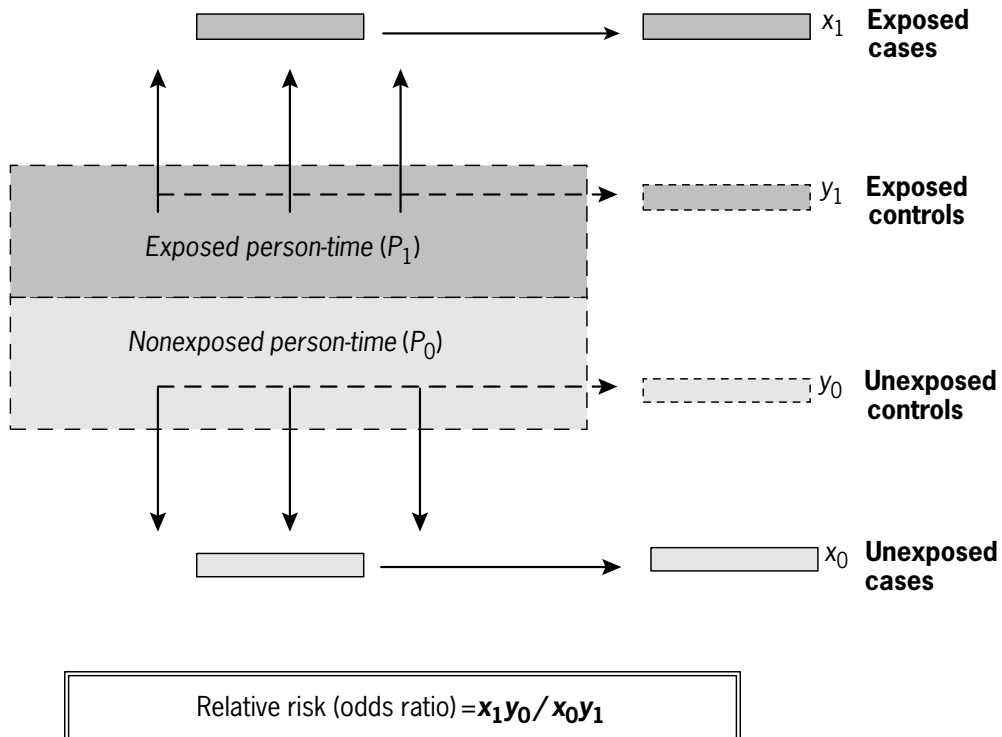 x₁ Exposed
cases
y₁ Exposed
controls
Exposed person-time (P₁)
Nonexposed person-time (P₀)
y₀ Unexposed
controls
x₀ Unexposed
cases
Relative risk (odds ratio) = x₁y₀ / x₀y₁